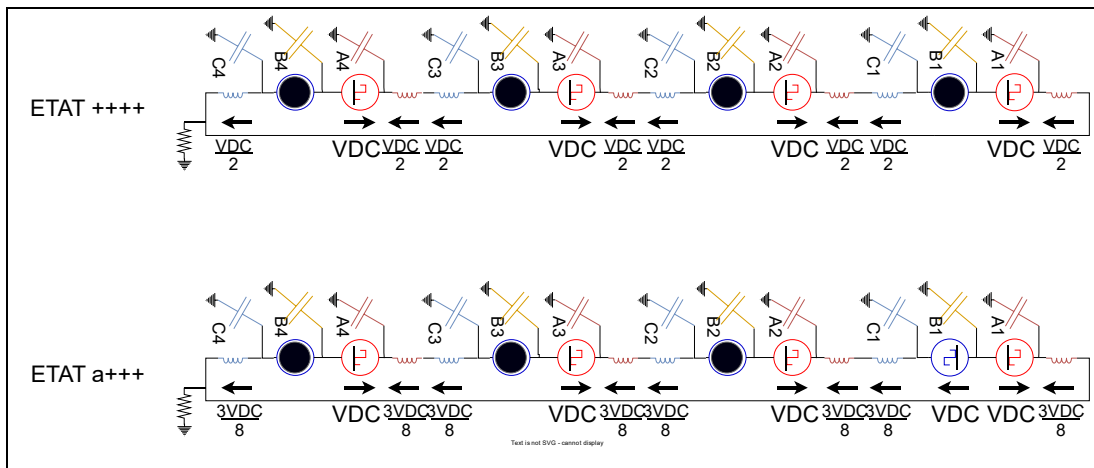 C4 B4 A4 C3 B3 A3 C2 B2 A2 C1 B1 A1
ETAT ++++
VDC/2 VDC VDC/2 VDC/2 VDC VDC/2 VDC/2 VDC VDC/2 VDC/2 VDC VDC/2
C4 B4 A4 C3 B3 A3 C2 B2 A2 C1 B1 A1
ETAT a+++
3VDC/8 VDC 3VDC/8 3VDC/8 VDC 3VDC/8 3VDC/8 VDC 3VDC/8 3VDC/8 VDC VDC 3VDC/8
Text is not SVG - cannot display